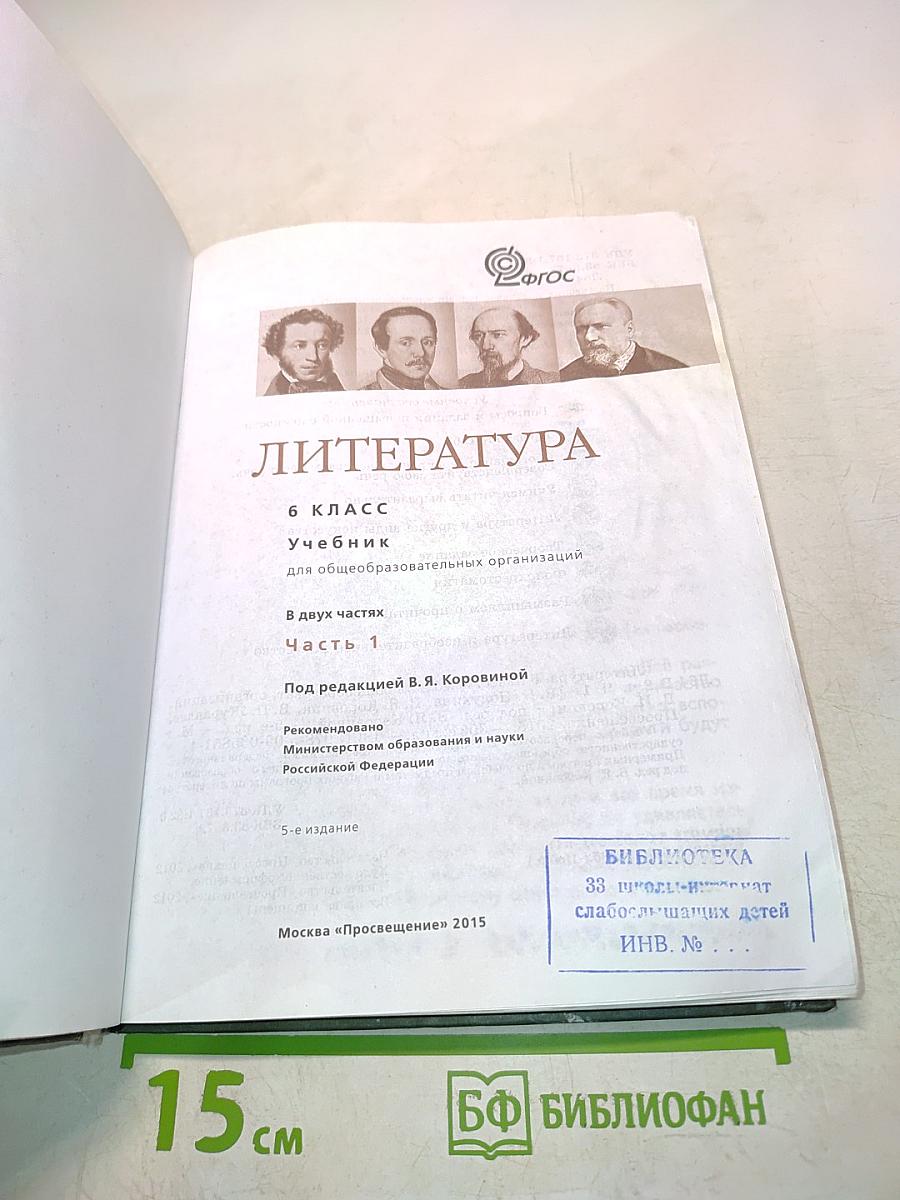 ФГОС
ЛИТЕРАТУРА
6 КЛАСС
Учебник
для общеобразовательных организаций
В двух частях
Часть 1
Под редакцией В.Я. Коровиной
Рекомендовано
Министерством образования и науки
Российской Федерации
5-е издание
Москва «Просвещение» 2015
БИБЛИОТЕКА
33 школы-интернат
слабослышащих детей
ИНВ. № . . .
15 см
БФ БИБЛИОФАН